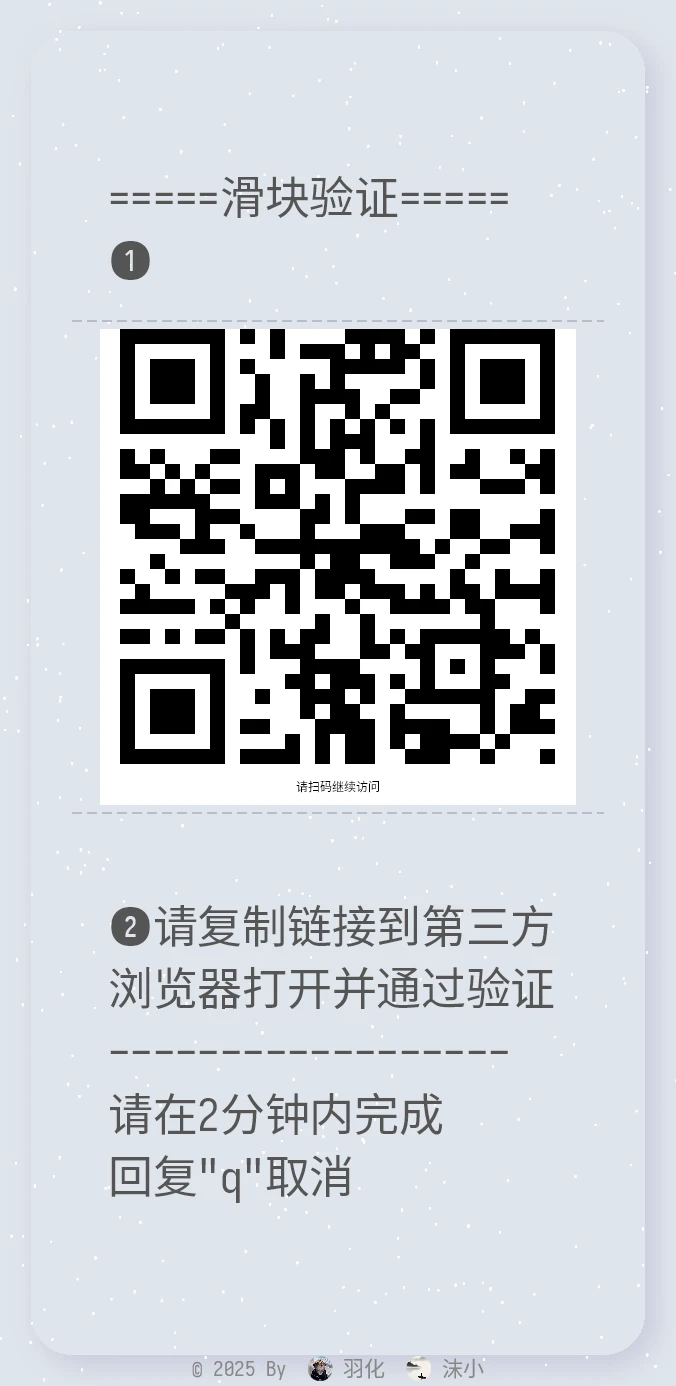 =====滑块验证=====
❶
请扫码继续访问
❷请复制链接到第三方
浏览器打开并通过验证
------------------
请在2分钟内完成
回复"q"取消
© 2025 By 羽化 沫小